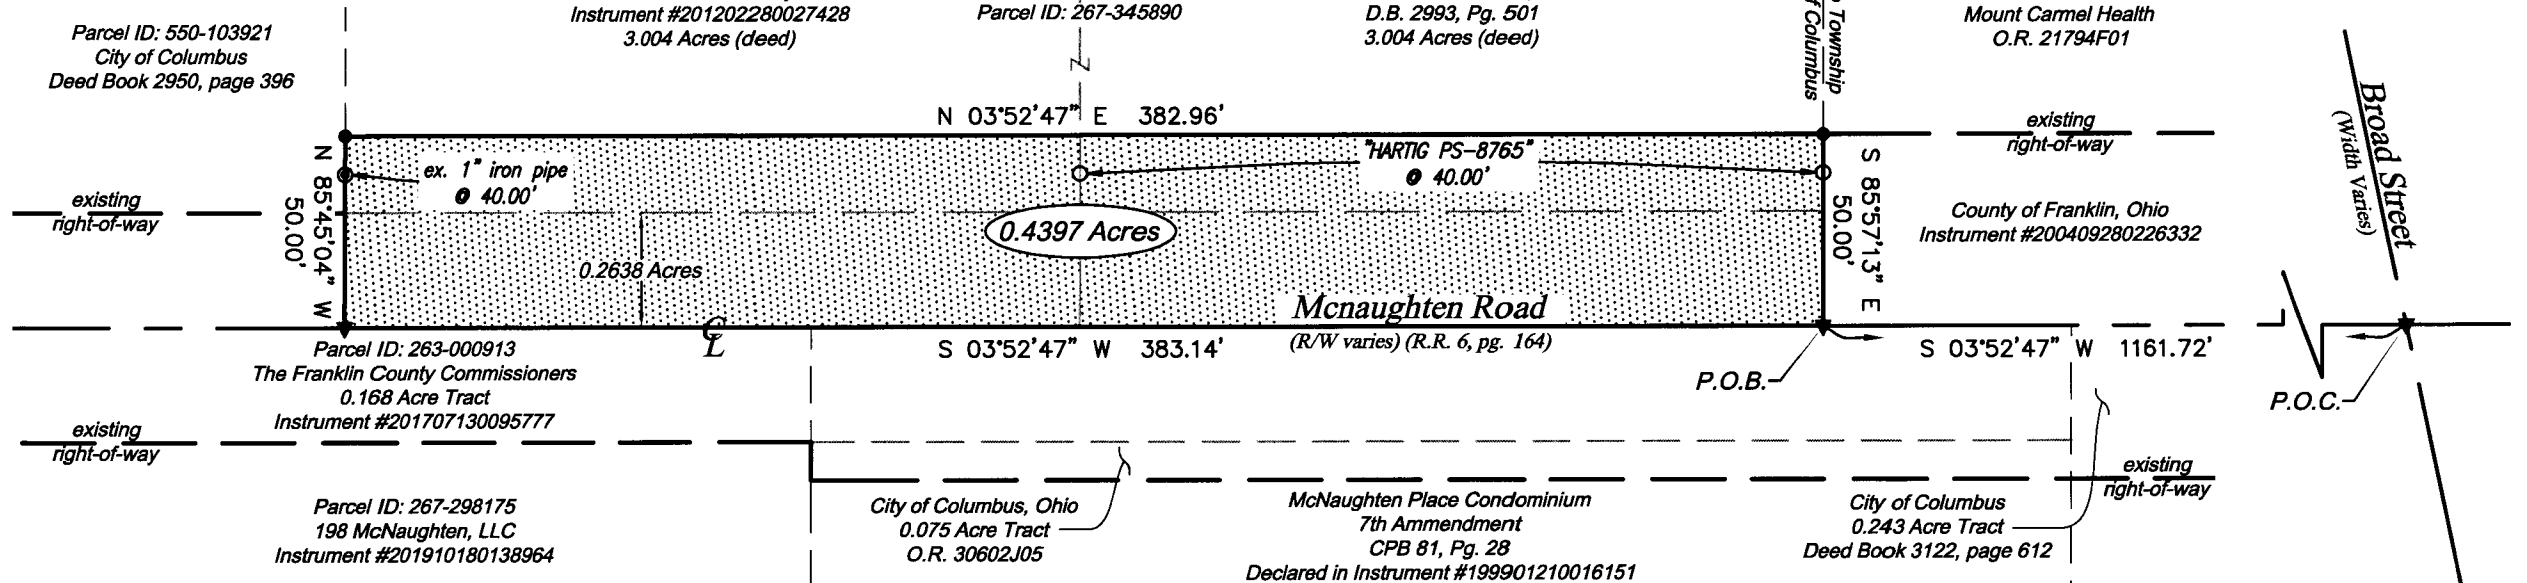 Parcel ID: 550-103921
City of Columbus
Deed Book 2950, page 396
Instrument #201202280027428
3.004 Acres (deed)
Parcel ID: 267-345890
D.B. 2993, Pg. 501
3.004 Acres (deed)
Township
f Columbus
Mount Carmel Health
O.R. 21794F01
Broad Street
(Width Varies)
Z
N 03°52'47" E 382.96'
existing
right-of-way
N 85°45'04" W
50.00'
ex. 1" iron pipe
@ 40.00'
"HARTIG PS-8765"
@ 40.00'
S 85°57'13" E
50.00'
existing
right-of-way
0.4397 Acres
0.2638 Acres
County of Franklin, Ohio
Instrument #200409280226332
Mcnaughten Road
(R/W varies) (R.R. 6, pg. 164)
CL
S 03°52'47" W 383.14'
S 03°52'47" W 1161.72'
P.O.B.
P.O.C.
Parcel ID: 263-000913
The Franklin County Commissioners
0.168 Acre Tract
Instrument #201707130095777
existing
right-of-way
existing
right-of-way
Parcel ID: 267-298175
198 McNaughten, LLC
Instrument #201910180138964
City of Columbus, Ohio
0.075 Acre Tract
O.R. 30602J05
McNaughten Place Condominium
7th Ammendment
CPB 81, Pg. 28
Declared in Instrument #199901210016151
City of Columbus
0.243 Acre Tract
Deed Book 3122, page 612